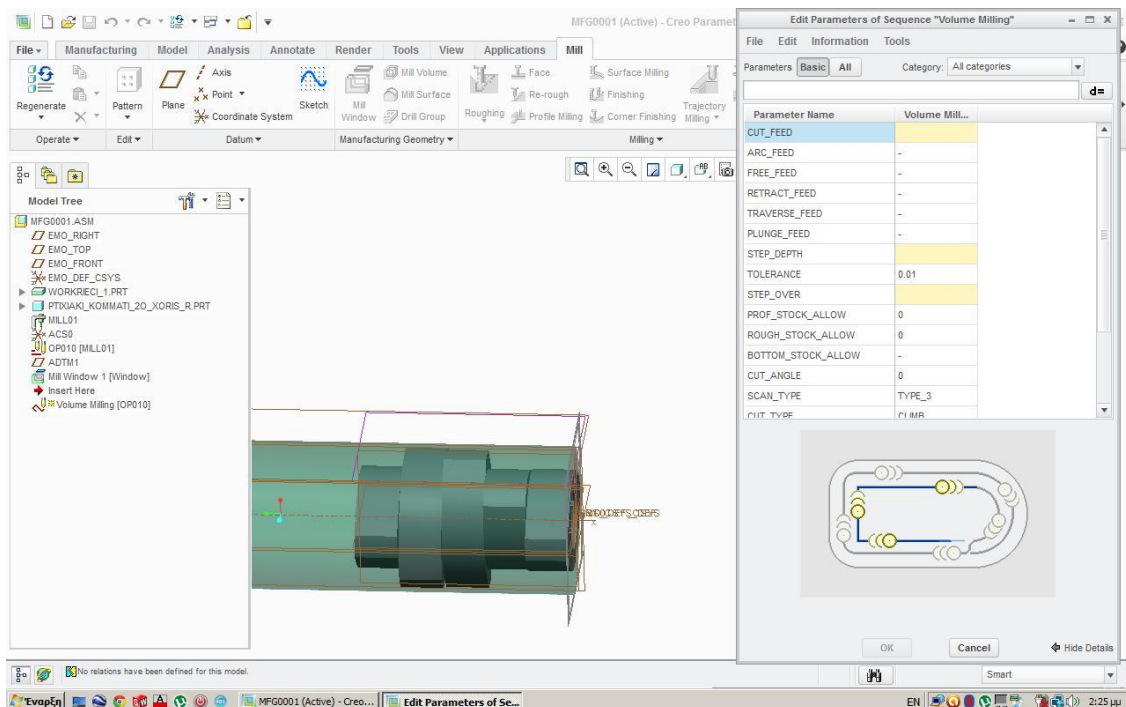 MFG0001 (Active) - Creo Paramet
File Manufacturing Model Analysis Annotate Render Tools View Applications Mill
Regenerate
Operate
Pattern
Edit
Plane
Axis
Point
Coordinate System
Sketch
Datum
Mill Window
Mill Volume
Mill Surface
Drill Group
Manufacturing Geometry
Roughing
Face
Re-rough
Profile Milling
Surface Milling
Finishing
Corner Finishing
Trajectory Milling
Milling
Model Tree
MFG0001.ASM
EMO_RIGHT
EMO_TOP
EMO_FRONT
EMO_DEF_CSYS
WORKRIECI_1.PRT
PTIXIAKI_KOMMATI_2O_XORIS_R.PRT
MILL01
ACS0
OP010 [MILL01]
ADTM1
Mill Window 1 [Window]
Insert Here
Volume Milling [OP010]
Edit Parameters of Sequence "Volume Milling"
File Edit Information Tools
Parameters Basic All Category: All categories
d=
Parameter Name Volume Mill...
CUT_FEED
ARC_FEED -
FREE_FEED -
RETRACT_FEED -
TRAVERSE_FEED -
PLUNGE_FEED -
STEP_DEPTH
TOLERANCE 0.01
STEP_OVER
PROF_STOCK_ALLOW 0
ROUGH_STOCK_ALLOW 0
BOTTOM_STOCK_ALLOW -
CUT_ANGLE 0
SCAN_TYPE TYPE_3
CUT_TYPE CLIMB
OK Cancel Hide Details
No relations have been defined for this model.
Smart
Έναρξη MFG0001 (Active) - Creo... Edit Parameters of Se... EN 2:25 μμ